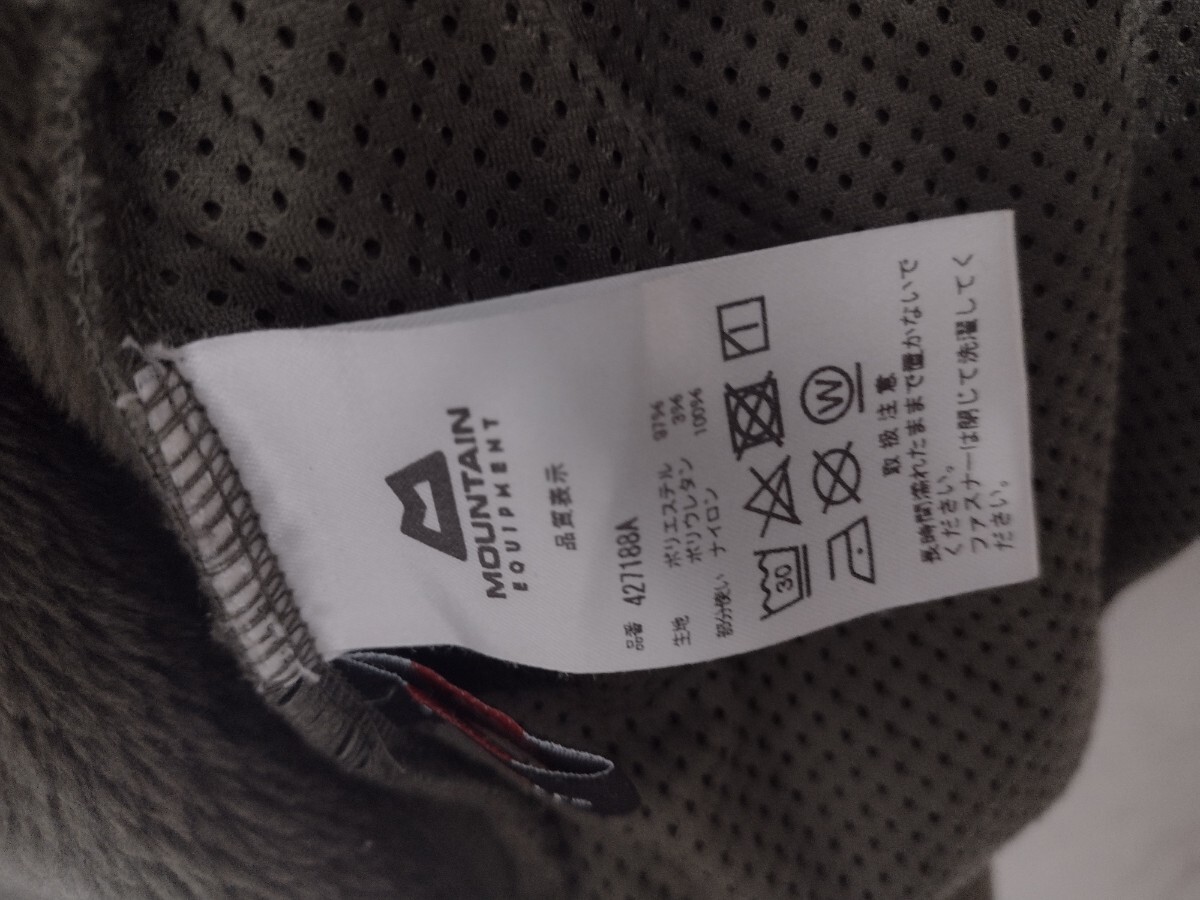 MOUNTAIN
EQUIPMENT
品質表示
品番 427188A
生地 ポリエステル 97%
ポリウレタン 3%
部分使い ナイロン 100%
30
W
取扱注意
長時間濡れたままで置かないで
ください。
ファスナーは閉じて洗濯してく
ださい。